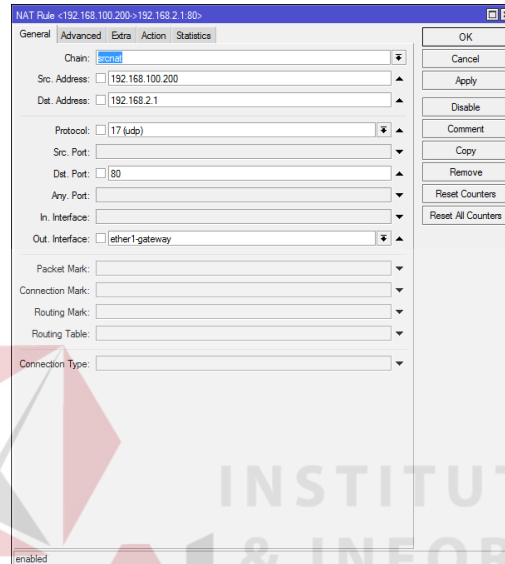 NAT Rule <192.168.100.200->192.168.2.1:80>
General Advanced Extra Action Statistics
Chain: srcnat
Src. Address: 192.168.100.200
Dst. Address: 192.168.2.1
Protocol: 17 (udp)
Src. Port:
Dst. Port: 80
Any. Port:
In. Interface:
Out. Interface: ether1-gateway
Packet Mark:
Connection Mark:
Routing Mark:
Routing Table:
Connection Type:
OK
Cancel
Apply
Disable
Comment
Copy
Remove
Reset Counters
Reset All Counters
INSTITUT
& INFOR
enabled